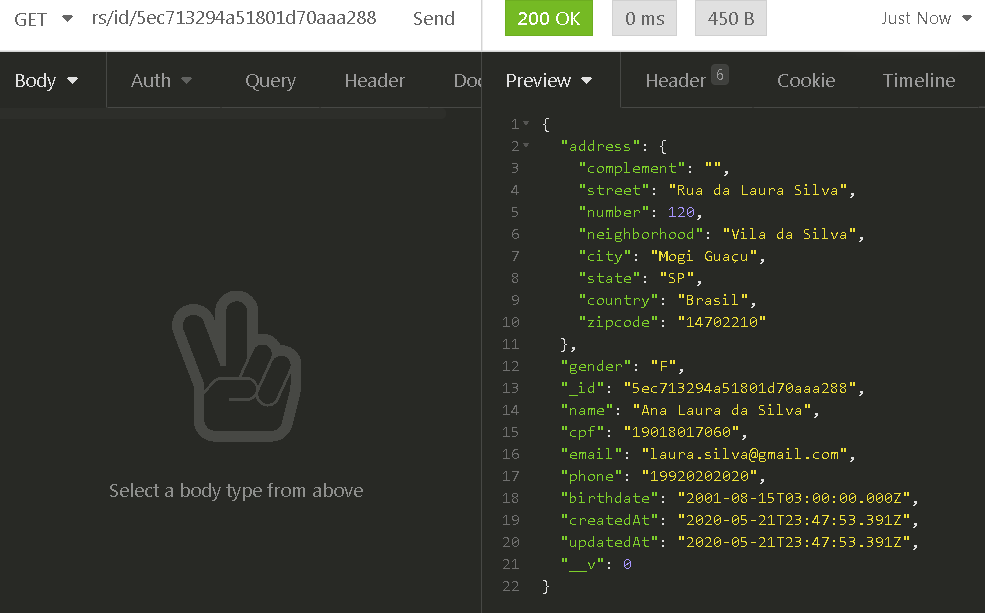 GET rs/id/5ec713294a51801d70aaa288 Send
200 OK 0 ms 450 B Just Now
Body Auth Query Header Doc
Preview Header 6 Cookie Timeline
Select a body type from above
1 {
2 "address": {
3 "complement": "",
4 "street": "Rua da Laura Silva",
5 "number": 120,
6 "neighborhood": "Vila da Silva",
7 "city": "Mogi Guaçu",
8 "state": "SP",
9 "country": "Brasil",
10 "zipcode": "14702210"
11 },
12 "gender": "F",
13 "_id": "5ec713294a51801d70aaa288",
14 "name": "Ana Laura da Silva",
15 "cpf": "19018017060",
16 "email": "laura.silva@gmail.com",
17 "phone": "19920202020",
18 "birthdate": "2001-08-15T03:00:00.000Z",
19 "createdAt": "2020-05-21T23:47:53.391Z",
20 "updatedAt": "2020-05-21T23:47:53.391Z",
21 "__v": 0
22 }